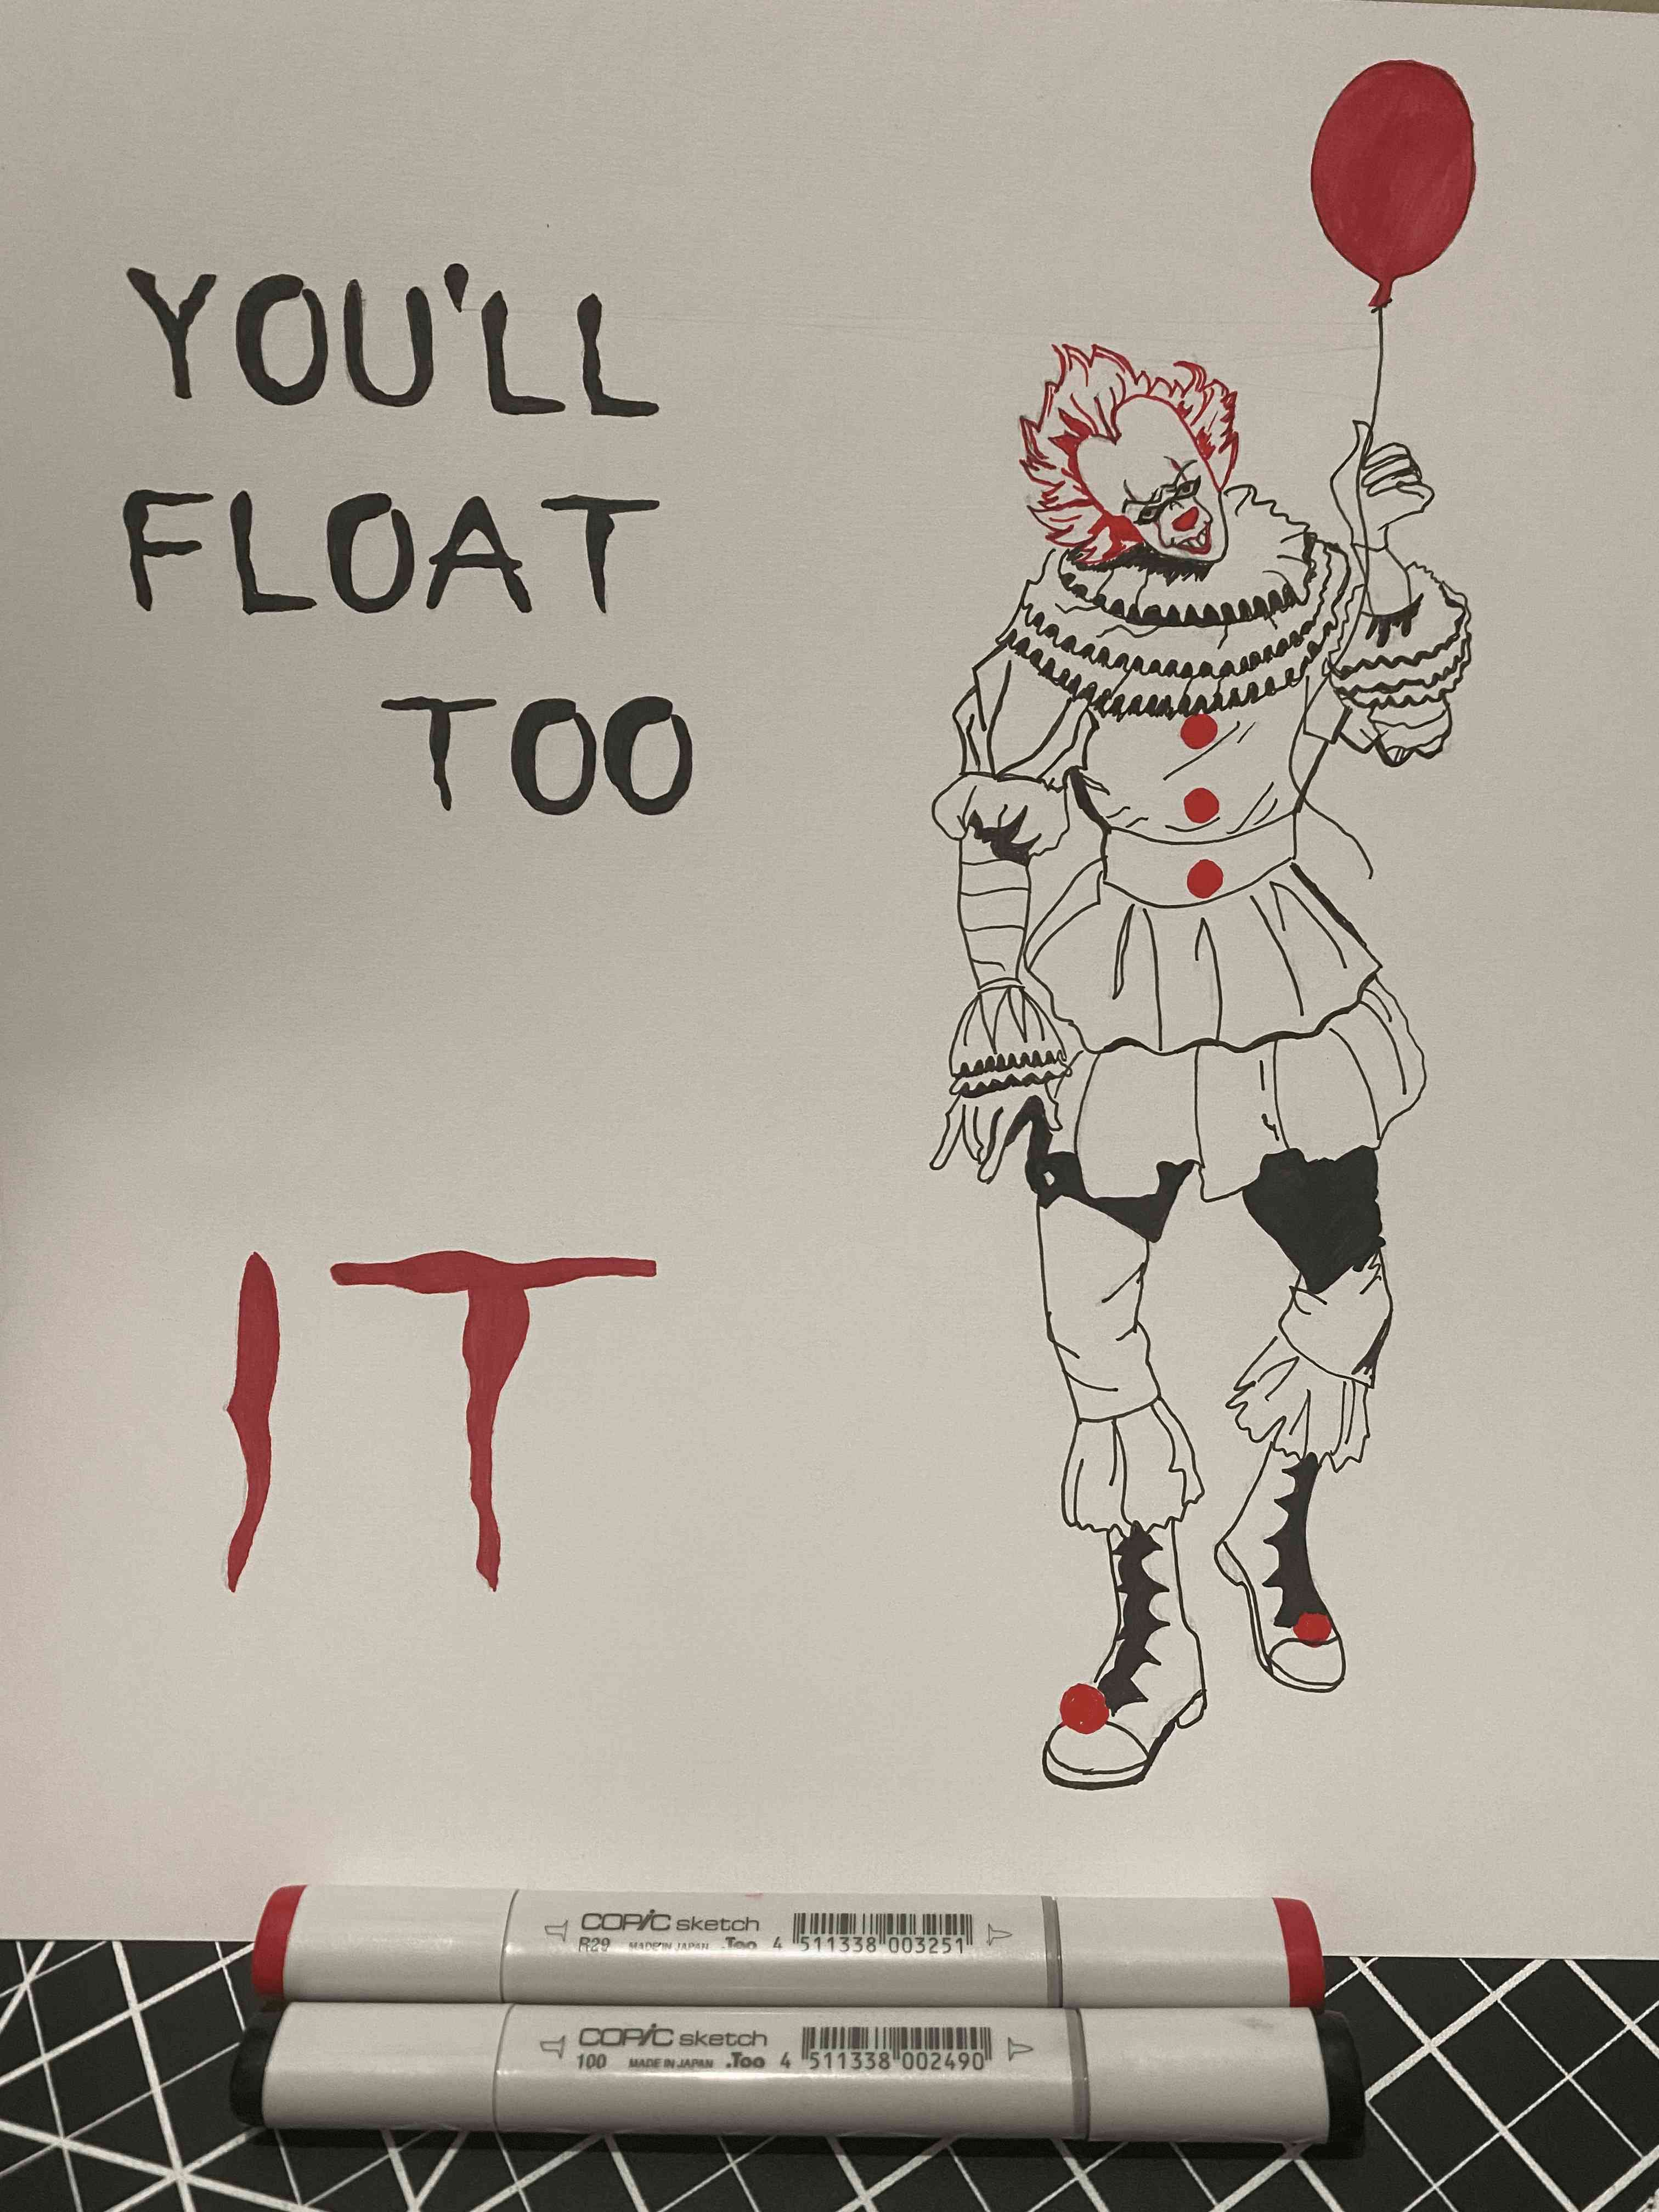 YOU'LL
FLOAT
TOO
IT
COPIC sketch
R29 MADE IN JAPAN .Too 4 511338 003251
COPIC sketch
100 MADE IN JAPAN .Too 4 511338 002490